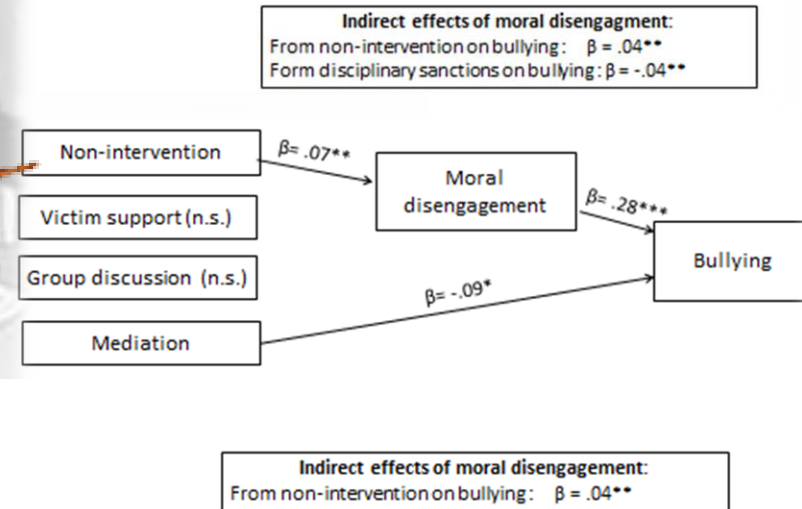 Indirect effects of moral disengagment:
From non-intervention on bullying: β = .04**
Form disciplinary sanctions on bullying: β = -.04**
Non-intervention
β= .07**
Moral
disengagement
β= .28***
Victim support (n.s.)
Bullying
Group discussion (n.s.)
β= -.09*
Mediation
Indirect effects of moral disengagement:
From non-intervention on bullying: β = .04**